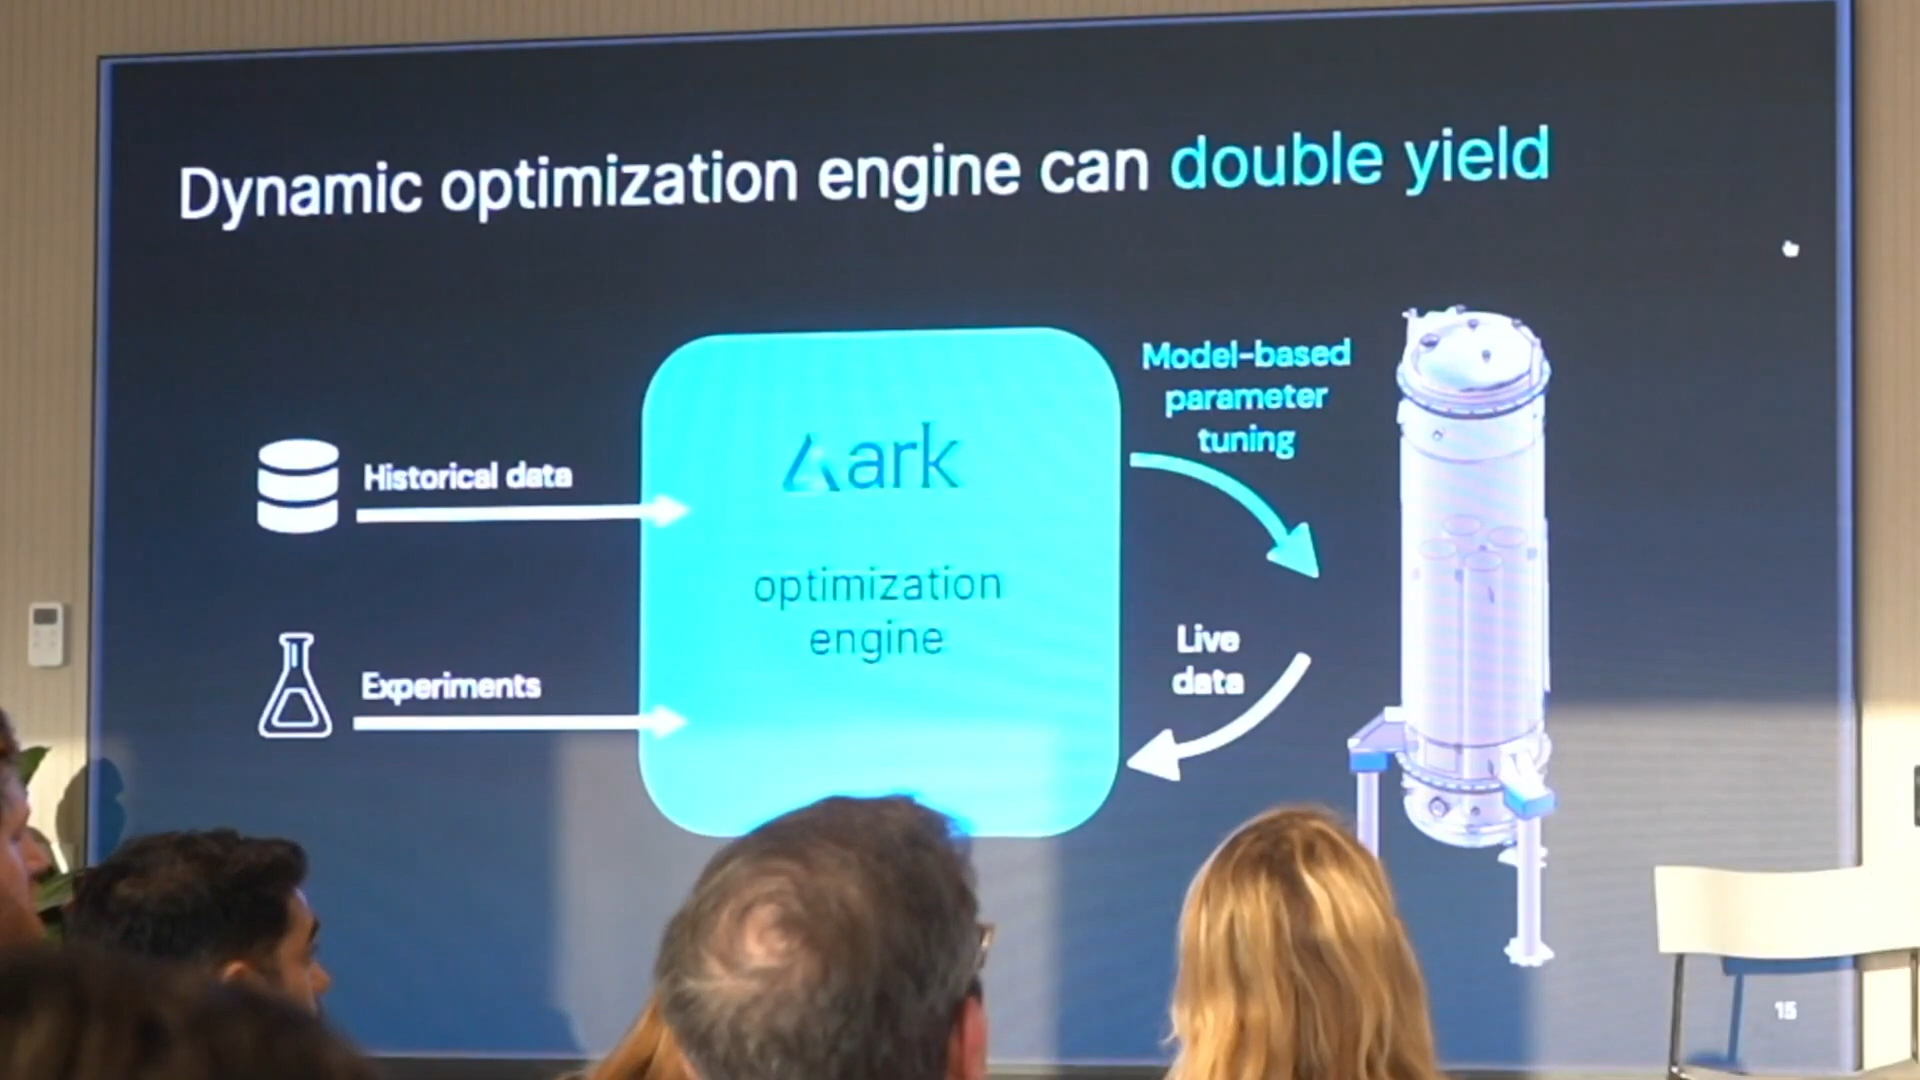 Dynamic optimization engine can double yield
Historical data
Experiments
ark
optimization
engine
Model-based
parameter
tuning
Live
data
15